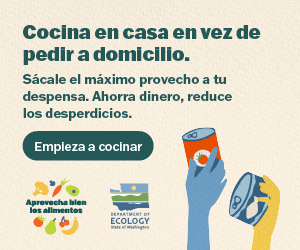 Cocina en casa en vez de
pedir a domicilio.
Sácale el máximo provecho a tu
despensa. Ahorra dinero, reduce
los desperdicios.
Empieza a cocinar
Aprovecha bien
los alimentos
DEPARTMENT OF
ECOLOGY
State of Washington